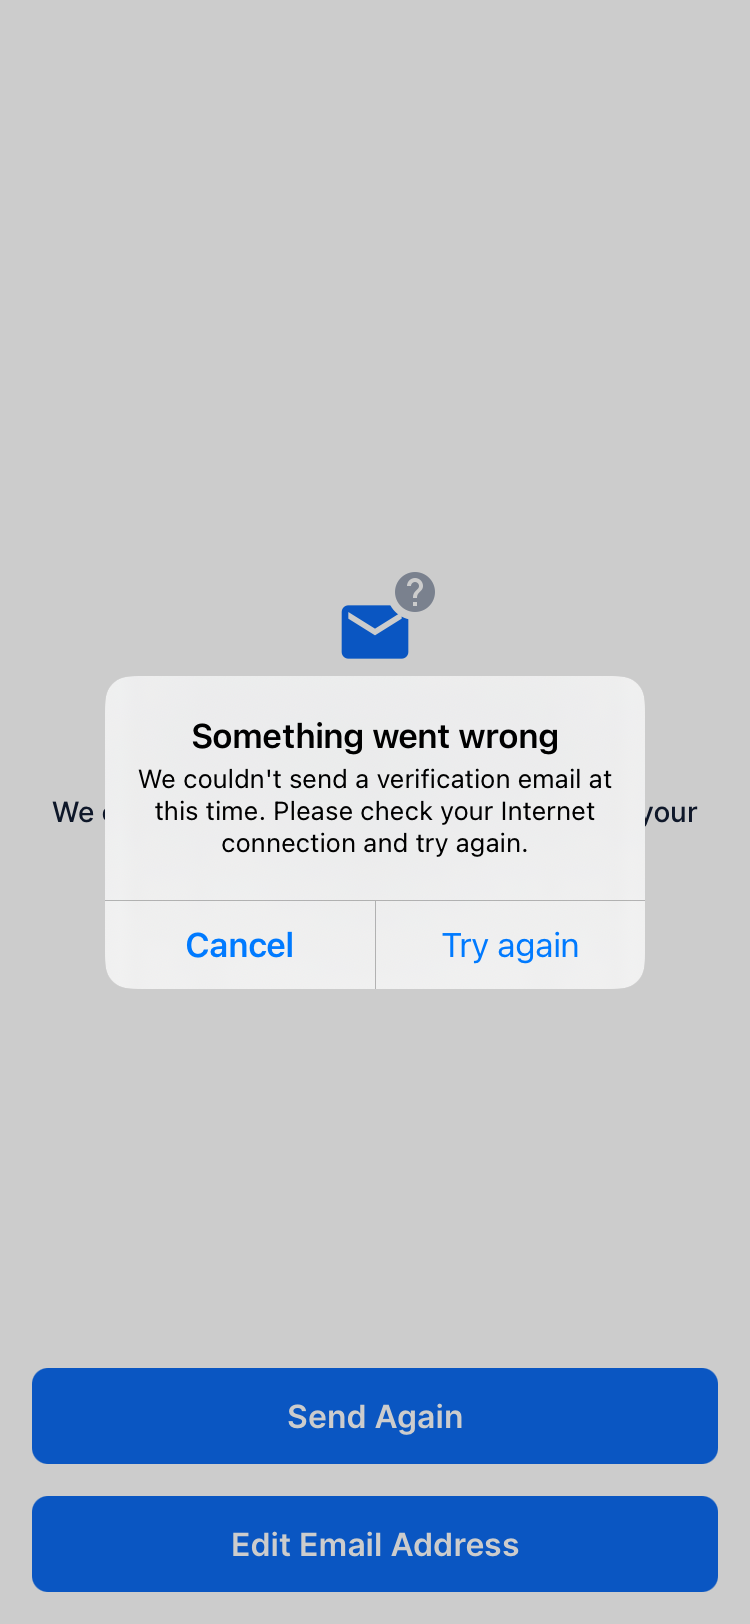 ?
Something went wrong
We couldn't send a verification email at
this time. Please check your Internet
connection and try again.
We your
Cancel Try again
Send Again
Edit Email Address